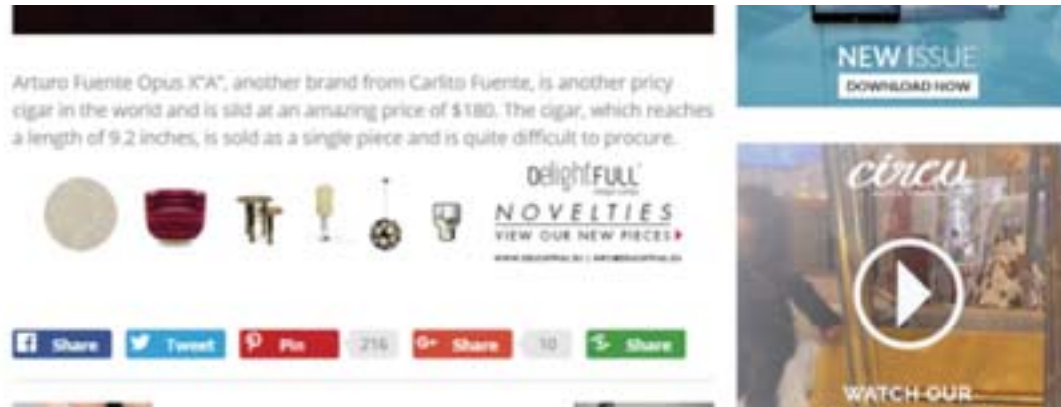 Arturo Fuente Opus X"A", another brand from Carlito Fuente, is another pricy
cigar in the world and is sild at an amazing price of $180. The cigar, which reaches
a length of 9.2 inches, is sold as a single piece and is quite difficult to procure.
DelightFULL
NOVELTIES
VIEW OUR NEW PIECES
Share
Tweet
Pin
216
G+ Share
10
Share
NEW ISSUE
DOWNLOAD NOW
circu
WATCH OUR